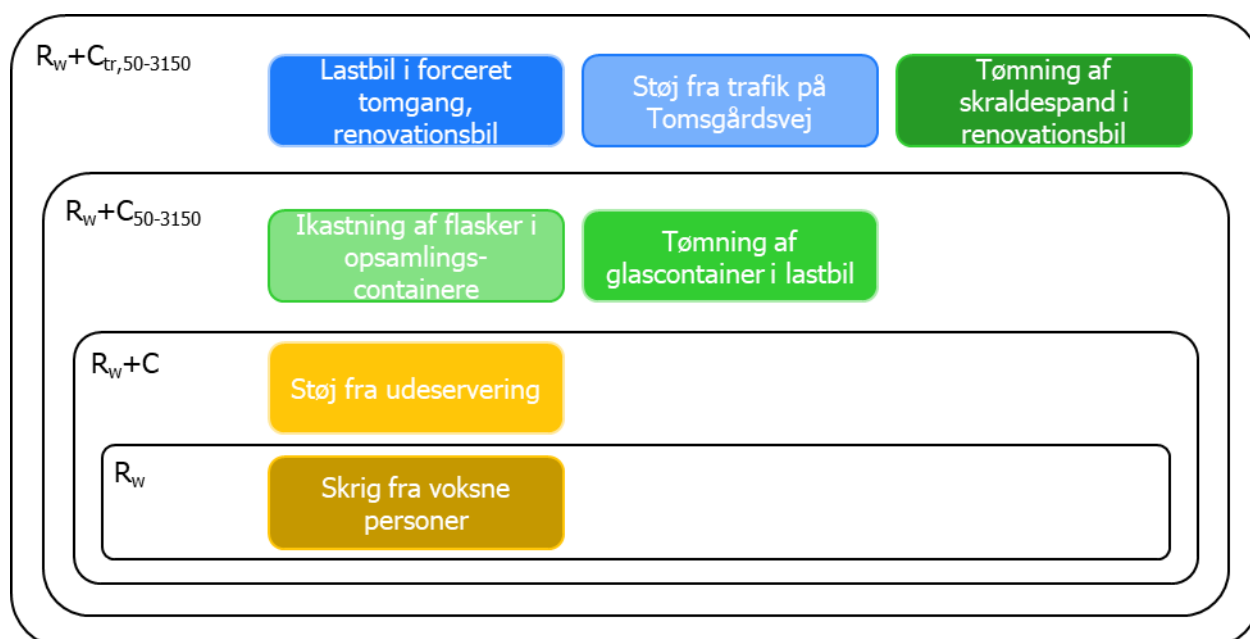 Rw+Ctr,50-3150
Lastbil i forceret
tomgang,
renovationsbil
Støj fra trafik på
Tomsgårdsvej
Tømning af
skraldespand i
renovationsbil
Rw+C50-3150
Ikastning af flasker i
opsamlings-
containere
Tømning af
glascontainer i lastbil
Rw+C
Støj fra udeservering
Rw
Skrig fra voksne
personer